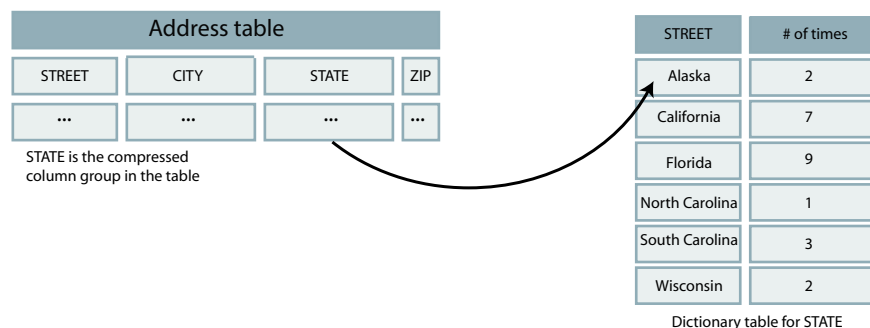 Address table
STREET CITY STATE ZIP
... ... ... ...
STATE is the compressed
column group in the table
STREET # of times
Alaska 2
California 7
Florida 9
North Carolina 1
South Carolina 3
Wisconsin 2
Dictionary table for STATE